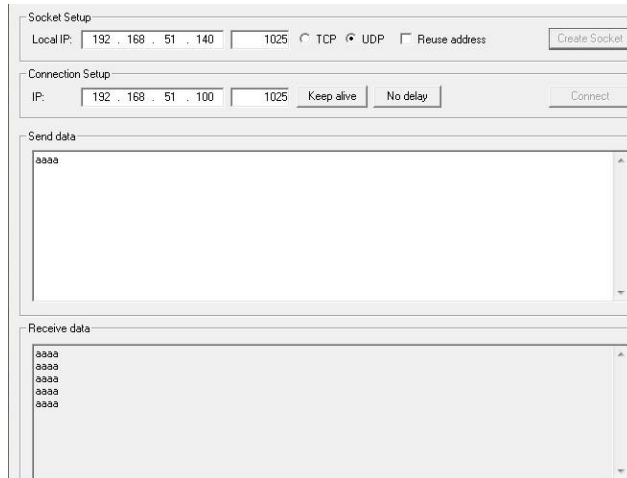 Socket Setup
Local IP: 192 . 168 . 51 . 140 1025 TCP UDP Reuse address Create Socket
Connection Setup
IP: 192 . 168 . 51 . 100 1025 Keep alive No delay Connect
Send data
aaaa
Receive data
aaaa
aaaa
aaaa
aaaa
aaaa